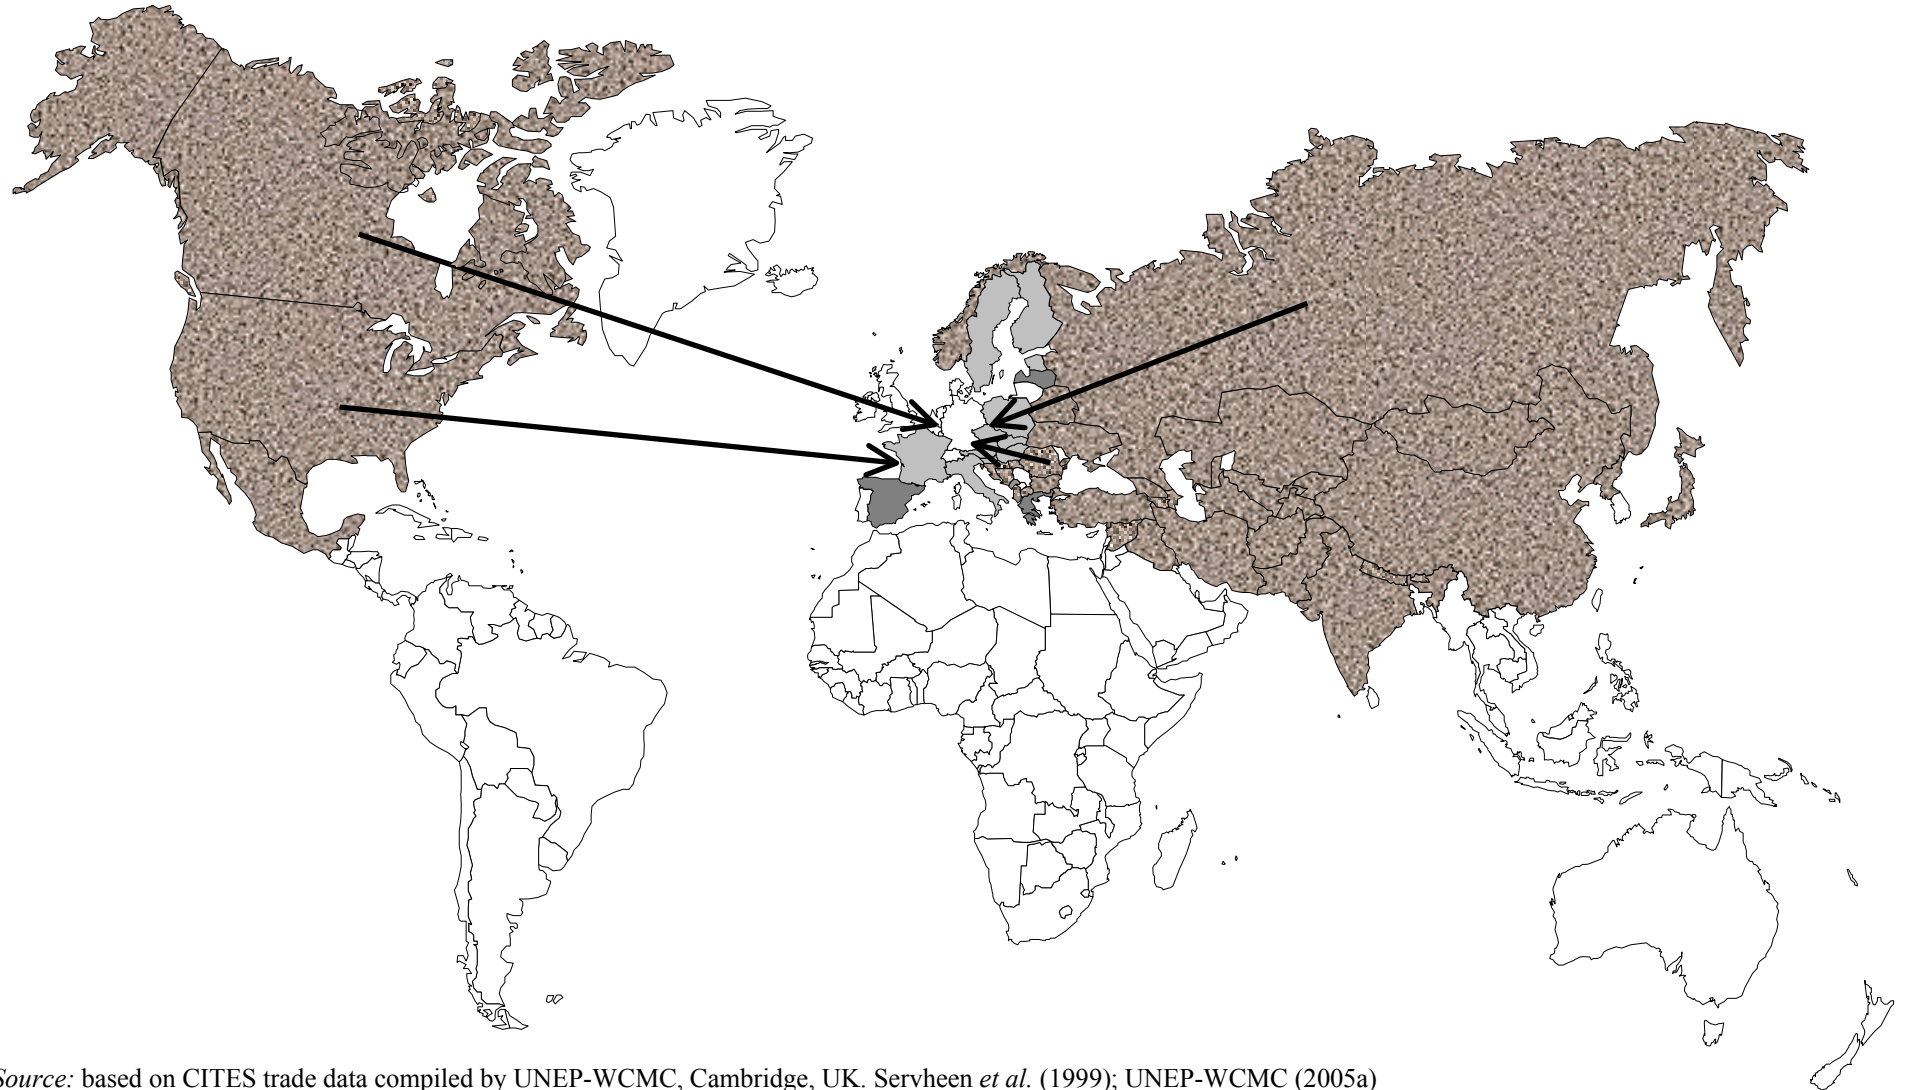 Source: based on CITES trade data compiled by UNEP-WCMC, Cambridge, UK. Servheen et al. (1999); UNEP-WCMC (2005a)